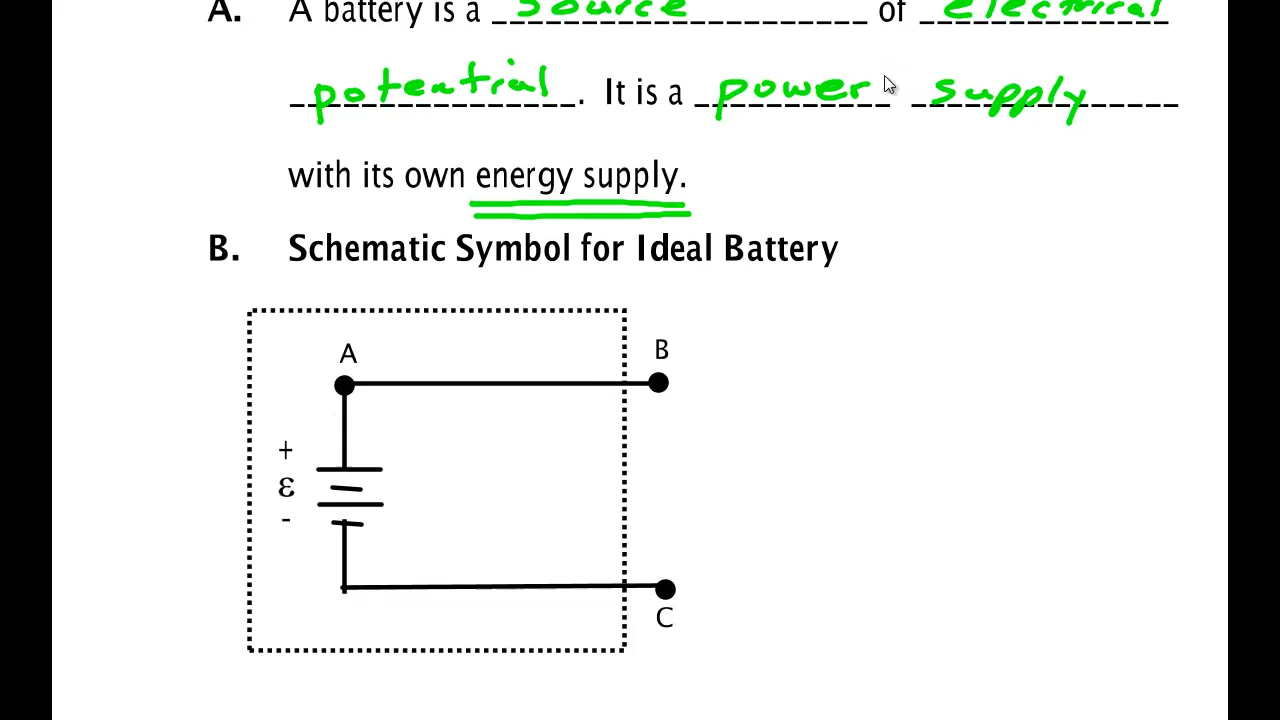 A. A battery is a source of electrical
potential. It is a power supply
with its own energy supply.
B. Schematic Symbol for Ideal Battery
A
B
+
ε
-
C